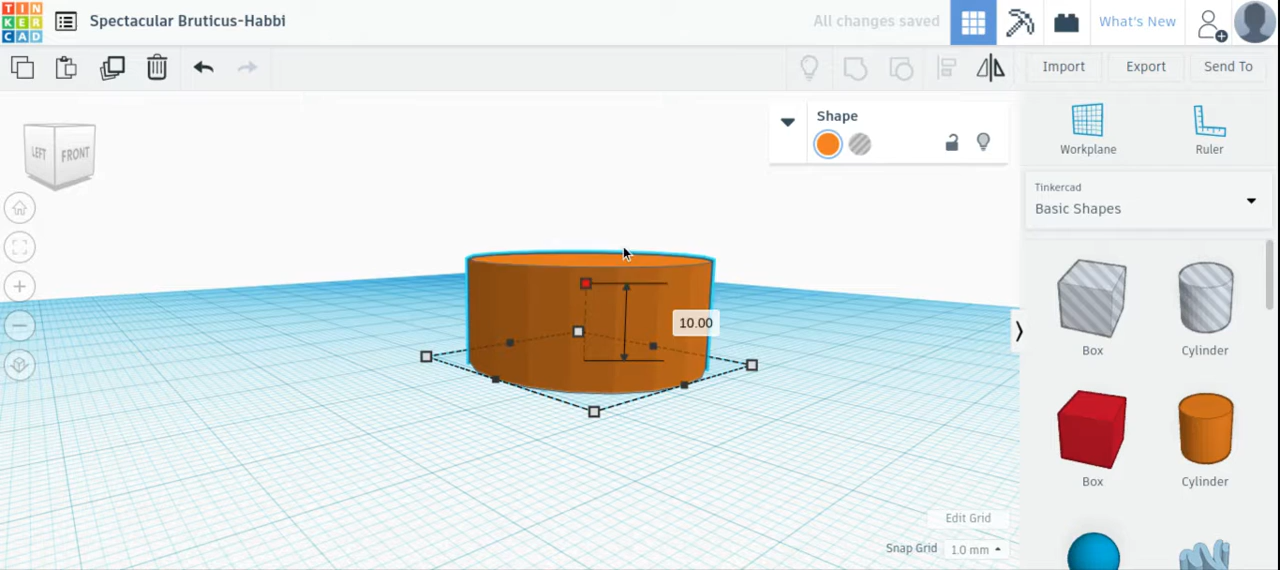 TIN
KER
CAD
Spectacular Bruticus-Habbi
All changes saved
What's New
Import
Export
Send To
LEFT
FRONT
Shape
Workplane
Ruler
Tinkercad
Basic Shapes
10.00
Box
Cylinder
Box
Cylinder
Edit Grid
Snap Grid
1.0 mm